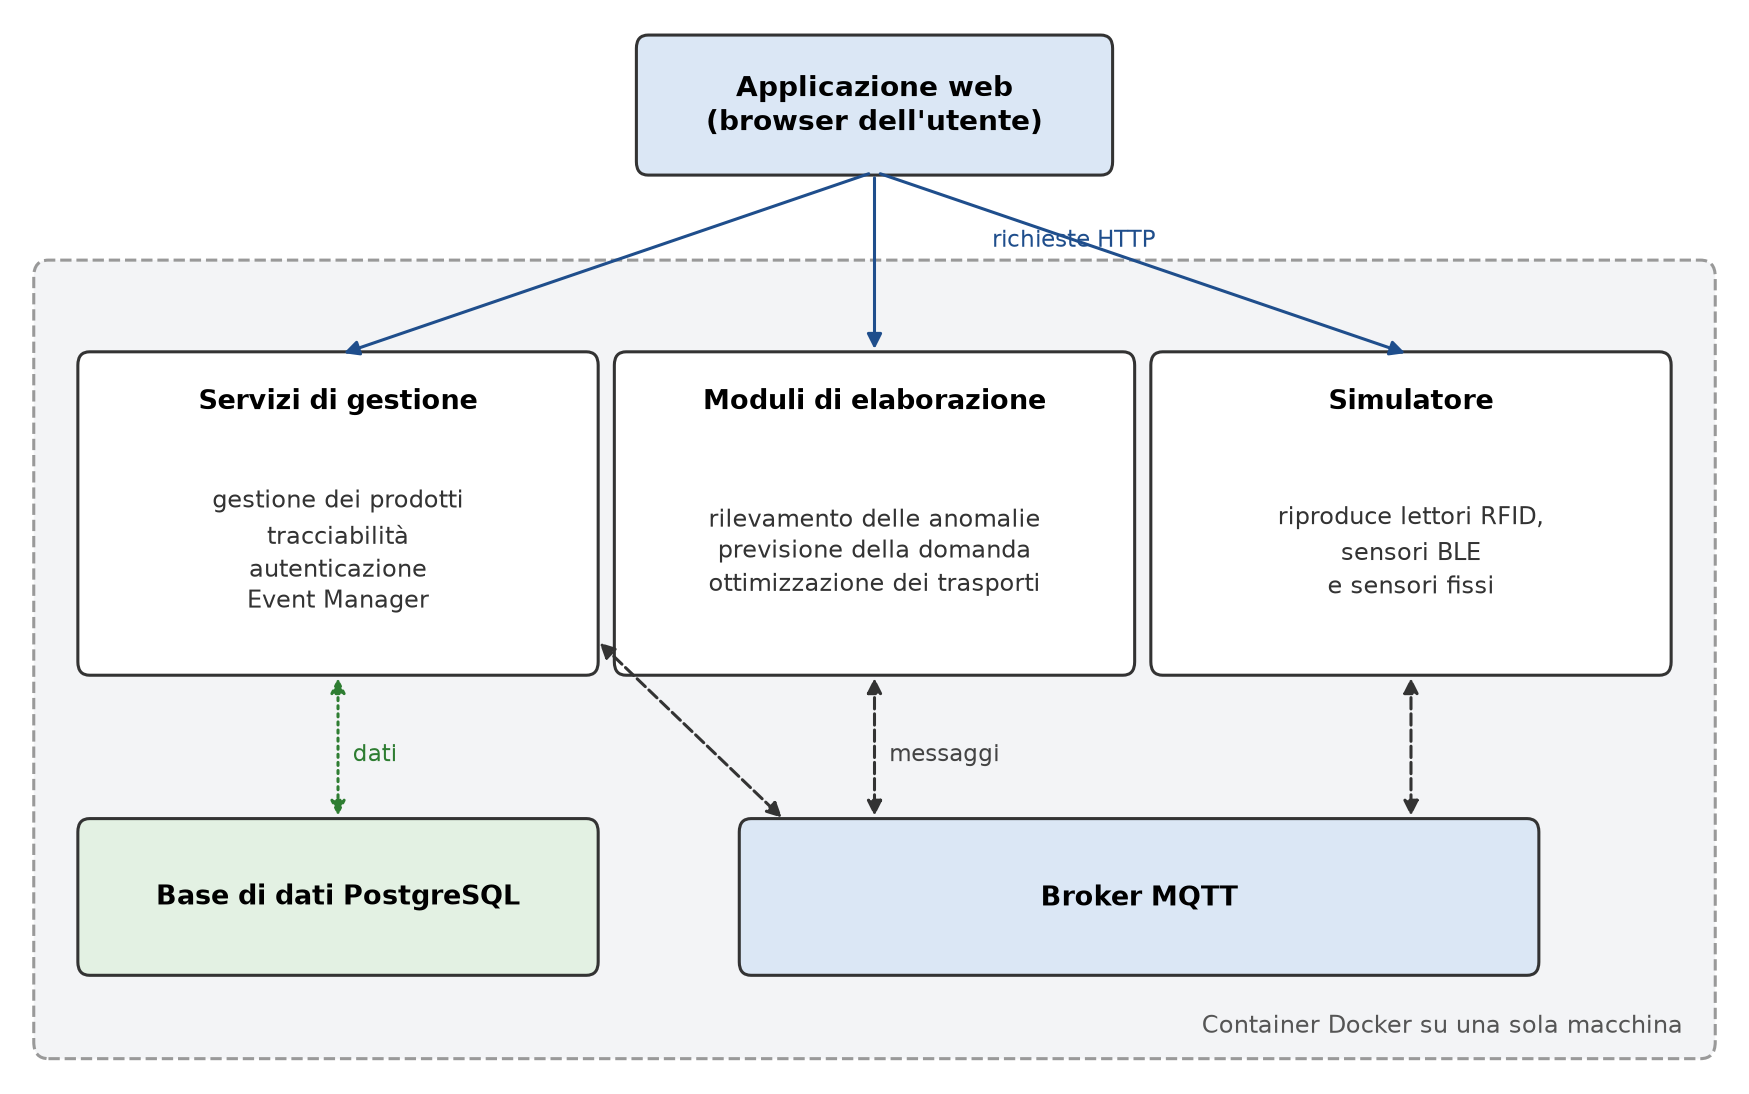 Applicazione web
(browser dell'utente)
richieste HTTP
Servizi di gestione
gestione dei prodotti
tracciabilità
autenticazione
Event Manager
Moduli di elaborazione
rilevamento delle anomalie
previsione della domanda
ottimizzazione dei trasporti
Simulatore
riproduce lettori RFID,
sensori BLE
e sensori fissi
dati
messaggi
Base di dati PostgreSQL
Broker MQTT
Container Docker su una sola macchina